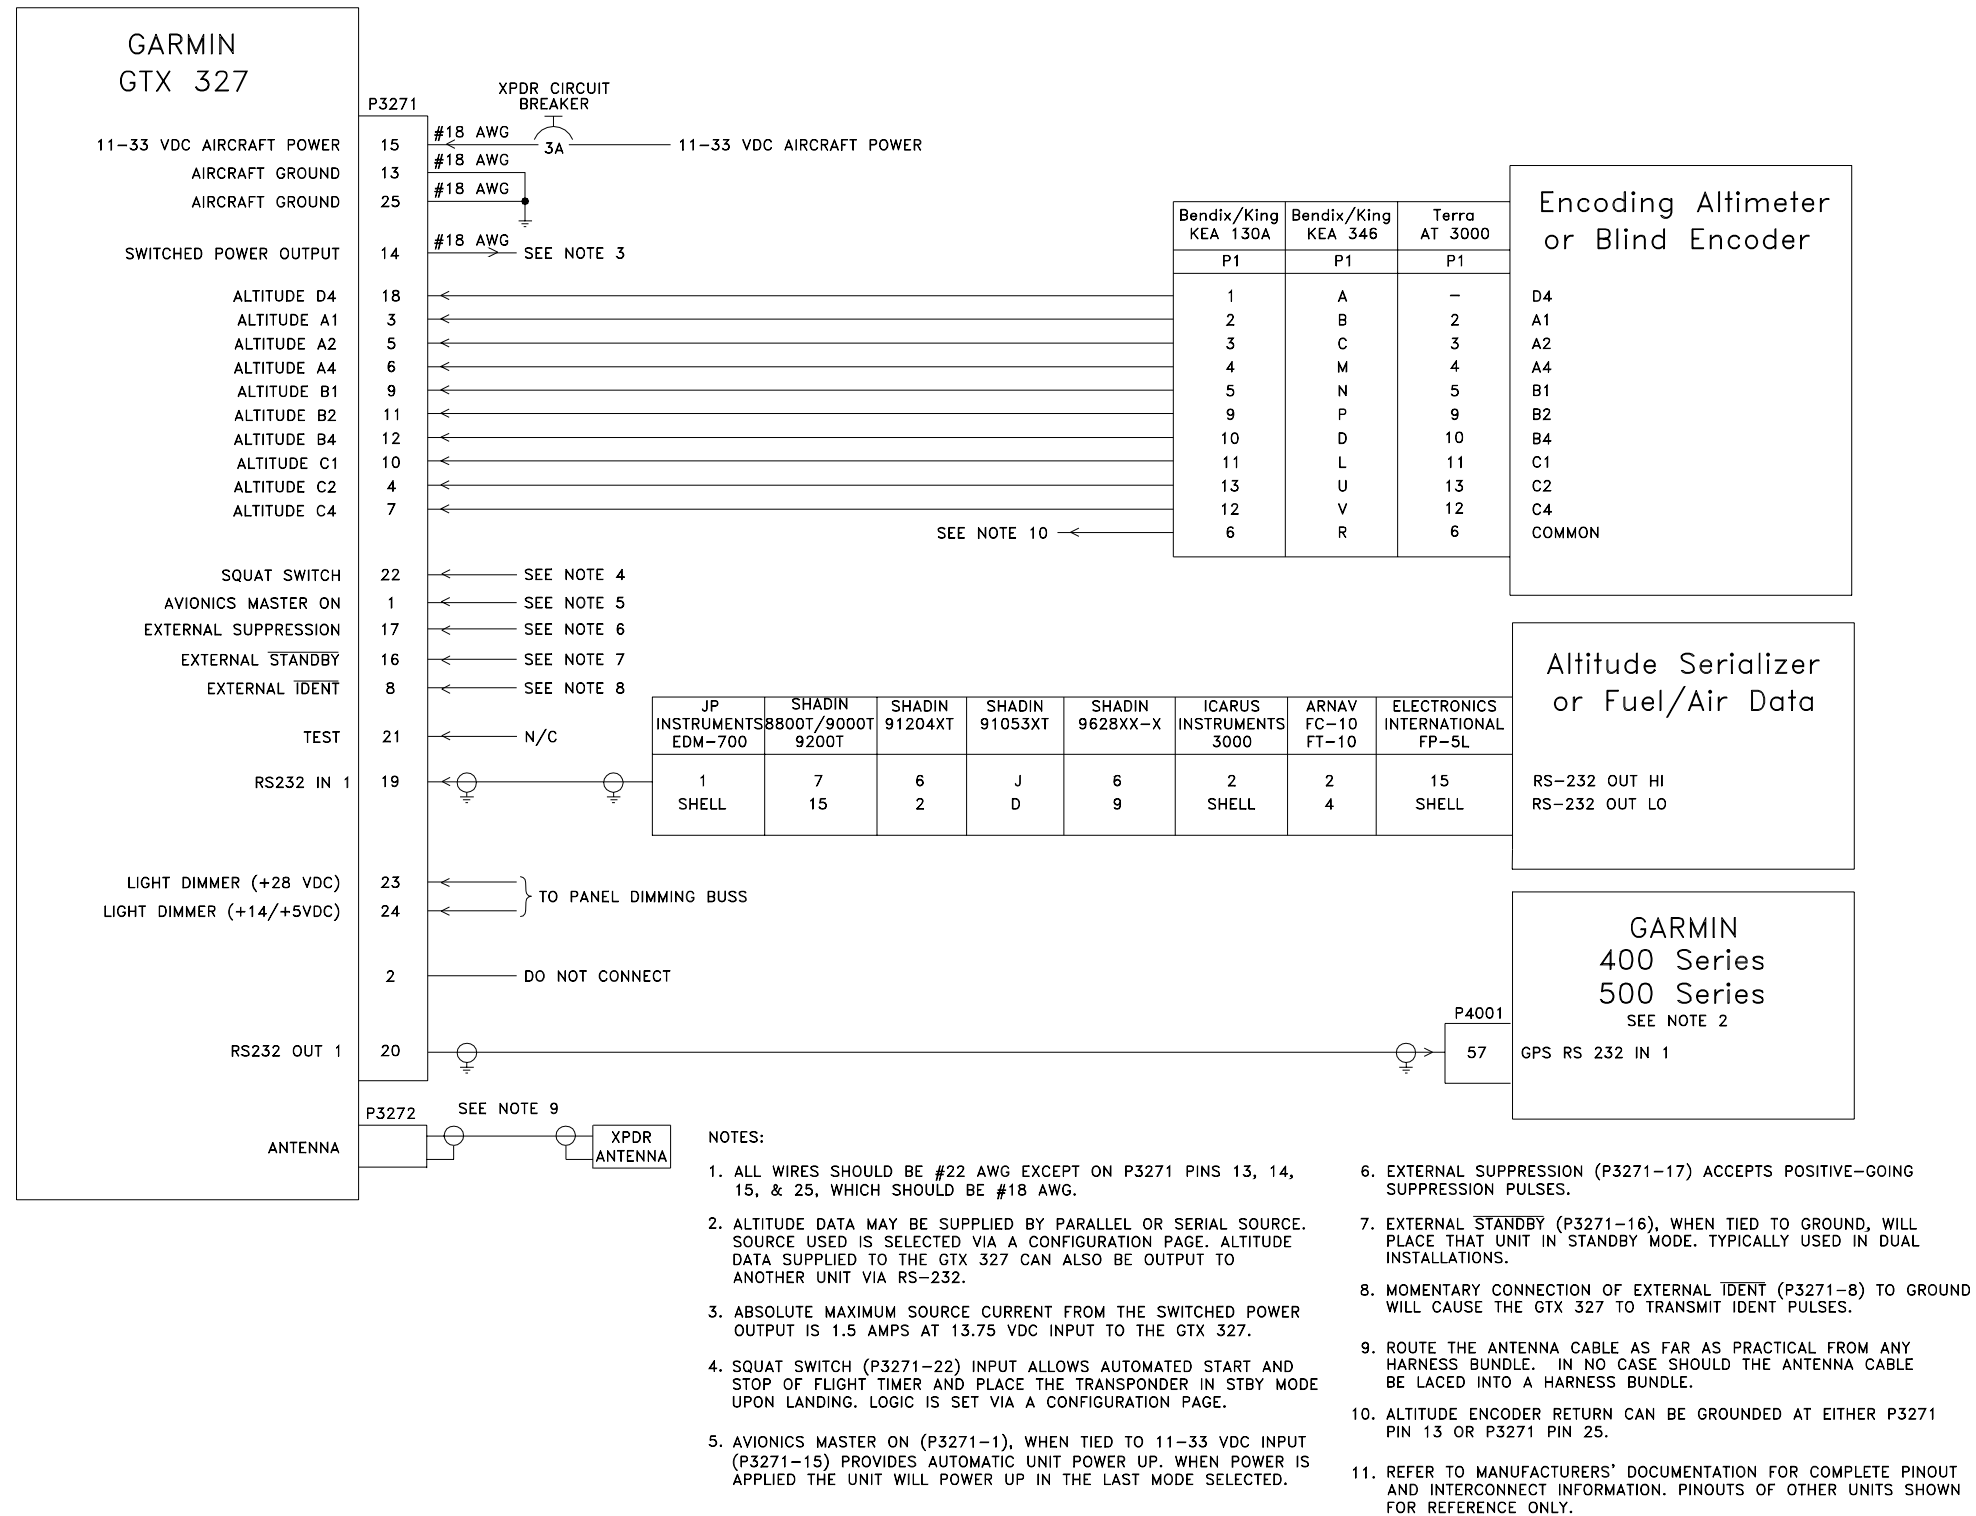 GARMIN
GTX 327
P3271
XPDR CIRCUIT
BREAKER
11-33 VDC AIRCRAFT POWER 15 #18 AWG 3A 11-33 VDC AIRCRAFT POWER
AIRCRAFT GROUND 13 #18 AWG
AIRCRAFT GROUND 25 #18 AWG
SWITCHED POWER OUTPUT 14 #18 AWG SEE NOTE 3
Encoding Altimeter
or Blind Encoder
Bendix/King Bendix/King Terra
KEA 130A KEA 346 AT 3000
P1 P1 P1
ALTITUDE D4 18 1 A – D4
ALTITUDE A1 3 2 B 2 A1
ALTITUDE A2 5 3 C 3 A2
ALTITUDE A4 6 4 M 4 A4
ALTITUDE B1 9 5 N 5 B1
ALTITUDE B2 11 9 P 9 B2
ALTITUDE B4 12 10 D 10 B4
ALTITUDE C1 10 11 L 11 C1
ALTITUDE C2 4 13 U 13 C2
ALTITUDE C4 7 12 V 12 C4
SEE NOTE 10 6 R 6 COMMON
SQUAT SWITCH 22 SEE NOTE 4
AVIONICS MASTER ON 1 SEE NOTE 5
EXTERNAL SUPPRESSION 17 SEE NOTE 6
EXTERNAL STANDBY 16 SEE NOTE 7
EXTERNAL IDENT 8 SEE NOTE 8
TEST 21 N/C
Altitude Serializer
or Fuel/Air Data
JP SHADIN SHADIN SHADIN SHADIN ICARUS ARNAV ELECTRONICS
INSTRUMENTS 8800T/9000T 91204XT 91053XT 9628XX-X INSTRUMENTS FC-10 INTERNATIONAL
EDM-700 9200T 3000 FT-10 FP-5L
RS232 IN 1 19 1 7 6 J 6 2 2 15 RS-232 OUT HI
SHELL 15 2 D 9 SHELL 4 SHELL RS-232 OUT LO
LIGHT DIMMER (+28 VDC) 23
LIGHT DIMMER (+14/+5VDC) 24
TO PANEL DIMMING BUSS
2 DO NOT CONNECT
GARMIN
400 Series
500 Series
SEE NOTE 2
P4001
RS232 OUT 1 20 57 GPS RS 232 IN 1
P3272 SEE NOTE 9
ANTENNA
XPDR
ANTENNA
NOTES:
1. ALL WIRES SHOULD BE #22 AWG EXCEPT ON P3271 PINS 13, 14,
15, & 25, WHICH SHOULD BE #18 AWG.
2. ALTITUDE DATA MAY BE SUPPLIED BY PARALLEL OR SERIAL SOURCE.
SOURCE USED IS SELECTED VIA A CONFIGURATION PAGE. ALTITUDE
DATA SUPPLIED TO THE GTX 327 CAN ALSO BE OUTPUT TO
ANOTHER UNIT VIA RS-232.
3. ABSOLUTE MAXIMUM SOURCE CURRENT FROM THE SWITCHED POWER
OUTPUT IS 1.5 AMPS AT 13.75 VDC INPUT TO THE GTX 327.
4. SQUAT SWITCH (P3271-22) INPUT ALLOWS AUTOMATED START AND
STOP OF FLIGHT TIMER AND PLACE THE TRANSPONDER IN STBY MODE
UPON LANDING. LOGIC IS SET VIA A CONFIGURATION PAGE.
5. AVIONICS MASTER ON (P3271-1), WHEN TIED TO 11-33 VDC INPUT
(P3271-15) PROVIDES AUTOMATIC UNIT POWER UP. WHEN POWER IS
APPLIED THE UNIT WILL POWER UP IN THE LAST MODE SELECTED.
6. EXTERNAL SUPPRESSION (P3271-17) ACCEPTS POSITIVE-GOING
SUPPRESSION PULSES.
7. EXTERNAL STANDBY (P3271-16), WHEN TIED TO GROUND, WILL
PLACE THAT UNIT IN STANDBY MODE. TYPICALLY USED IN DUAL
INSTALLATIONS.
8. MOMENTARY CONNECTION OF EXTERNAL IDENT (P3271-8) TO GROUND
WILL CAUSE THE GTX 327 TO TRANSMIT IDENT PULSES.
9. ROUTE THE ANTENNA CABLE AS FAR AS PRACTICAL FROM ANY
HARNESS BUNDLE. IN NO CASE SHOULD THE ANTENNA CABLE
BE LACED INTO A HARNESS BUNDLE.
10. ALTITUDE ENCODER RETURN CAN BE GROUNDED AT EITHER P3271
PIN 13 OR P3271 PIN 25.
11. REFER TO MANUFACTURERS' DOCUMENTATION FOR COMPLETE PINOUT
AND INTERCONNECT INFORMATION. PINOUTS OF OTHER UNITS SHOWN
FOR REFERENCE ONLY.